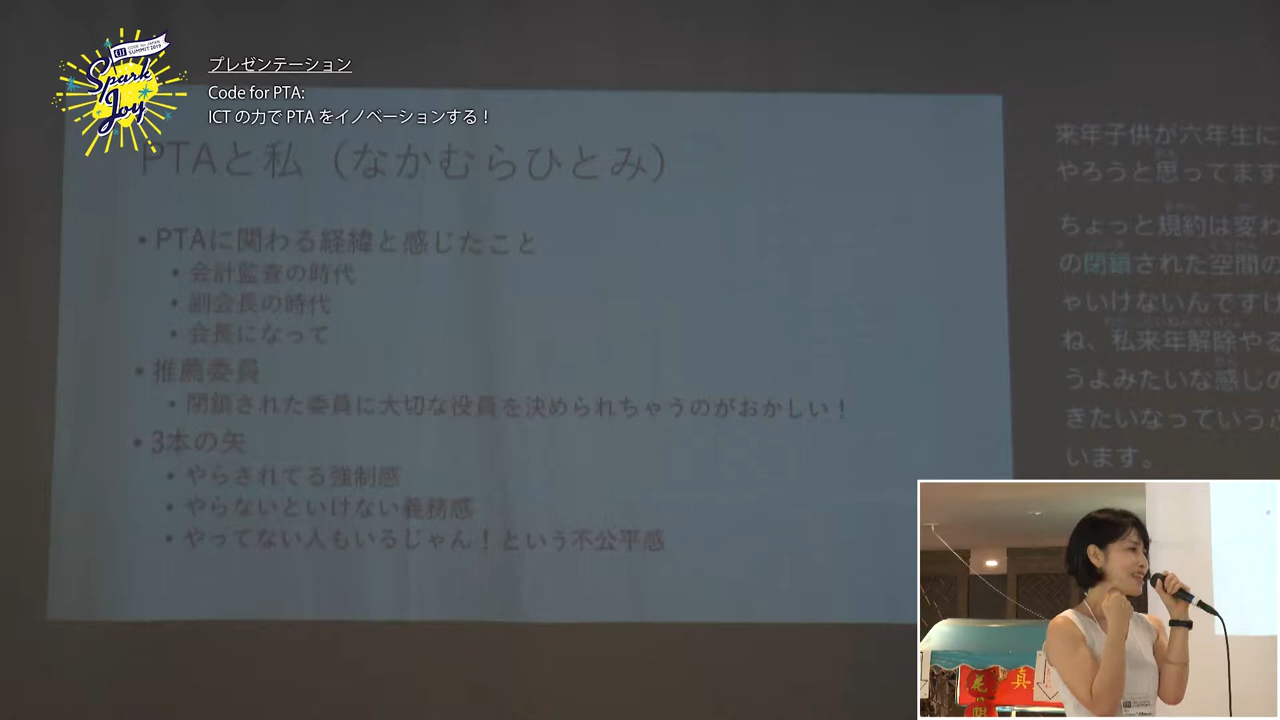 CODE for JAPAN
SUMMIT 2019
Spark
Joy
プレゼンテーション
Code for PTA:
ICT の力で PTA をイノベーションする！
PTAと私（なかむらひとみ）
• PTAに関わる経緯と感じたこと
• 会計監査の時代
• 副会長の時代
• 会長になって
• 推薦委員
• 閉鎖された委員に大切な役員を決められちゃうのがおかしい！
• 3本の矢
• やらされてる強制感
• やらないといけない義務感
• やってない人もいるじゃん！という不公平感
来年子供が六年生に
やろうと思ってます
ちょっと規約は変わ
の閉鎖された空間の
ゃいけないんですけ
ね、私来年解除やる
うよみたいな感じの
きたいなっていうふ
います。
花
真